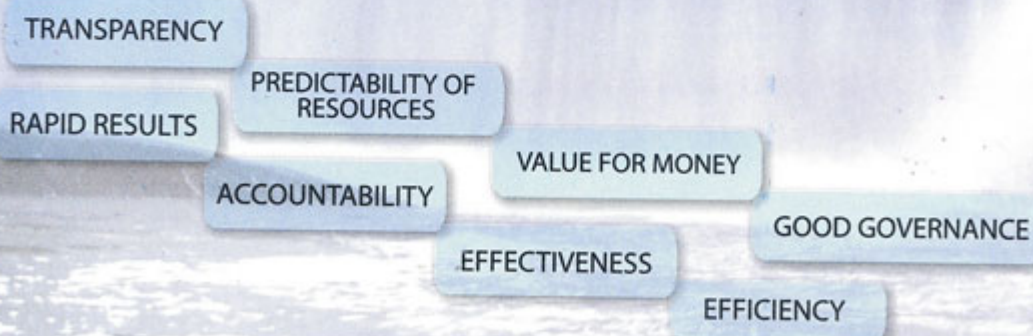 TRANSPARENCY
PREDICTABILITY OF
RESOURCES
RAPID RESULTS
VALUE FOR MONEY
ACCOUNTABILITY
GOOD GOVERNANCE
EFFECTIVENESS
EFFICIENCY